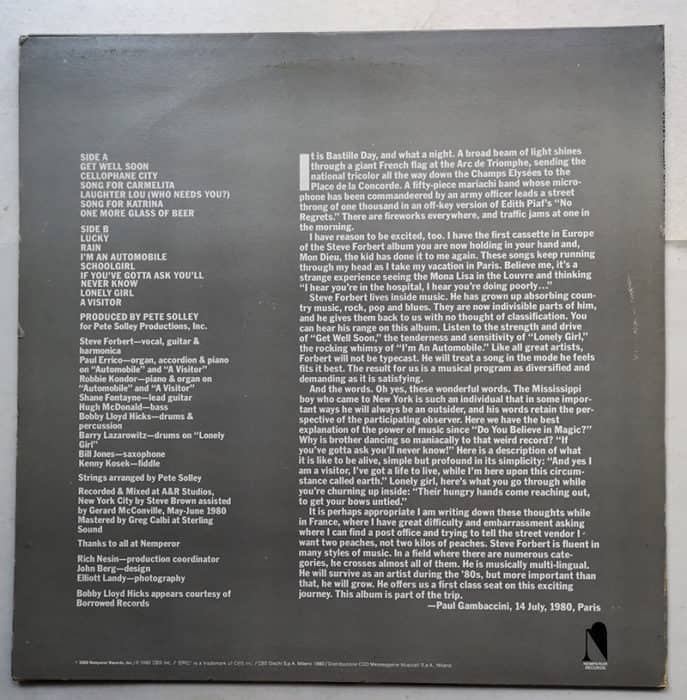 SIDE A
GET WELL SOON
CELLOPHANE CITY
SONG FOR CARMELITA
LAUGHTER LOU (WHO NEEDS YOU?)
SONG FOR KATRINA
ONE MORE GLASS OF BEER
SIDE B
LUCKY
RAIN
I'M AN AUTOMOBILE
SCHOOLGIRL
IF YOU'VE GOTTA ASK YOU'LL
NEVER KNOW
LONELY GIRL
A VISITOR
PRODUCED BY PETE SOLLEY
for Pete Solley Productions, Inc.
Steve Forbert—vocal, guitar &
harmonica
Paul Errico—organ, accordion & piano
on "Automobile" and "A Visitor"
Robbie Kondor—piano & organ on
"Automobile" and "A Visitor"
Shane Fontayne—lead guitar
Hugh McDonald—bass
Bobby Lloyd Hicks—drums &
percussion
Barry Lazarowitz—drums on "Lonely
Girl"
Bill Jones—saxophone
Kenny Kosek—fiddle
Strings arranged by Pete Solley
Recorded & Mixed at A&R Studios,
New York City by Steve Brown assisted
by Gerard McConville, May-June 1980
Mastered by Greg Calbi at Sterling
Sound
Thanks to all at Nemperor
Rich Nesin—production coordinator
John Berg—design
Elliott Landy—photography
Bobby Lloyd Hicks appears courtesy of
Borrowed Records
It is Bastille Day, and what a night. A broad beam of light shines
through a giant French flag at the Arc de Triomphe, sending the
national tricolor all the way down the Champs Elysées to the
Place de la Concorde. A fifty-piece mariachi band whose micro-
phone has been commandeered by an army officer leads a street
throng of one thousand in an off-key version of Edith Piaf's "No
Regrets." There are fireworks everywhere, and traffic jams at one in
the morning.
I have reason to be excited, too. I have the first cassette in Europe
of the Steve Forbert album you are now holding in your hand and,
Mon Dieu, the kid has done it to me again. These songs keep running
through my head as I take my vacation in Paris. Believe me, it's a
strange experience seeing the Mona Lisa in the Louvre and thinking
"I hear you're in the hospital, I hear you're doing poorly..."
Steve Forbert lives inside music. He has grown up absorbing coun-
try music, rock, pop and blues. They are now indivisible parts of him,
and he gives them back to us with no thought of classification. You
can hear his range on this album. Listen to the strength and drive
of "Get Well Soon," the tenderness and sensitivity of "Lonely Girl,"
the rocking whimsy of "I'm An Automobile." Like all great artists,
Forbert will not be typecast. He will treat a song in the mode he feels
fits it best. The result for us is a musical program as diversified and
demanding as it is satisfying.
And the words. Oh yes, these wonderful words. The Mississippi
boy who came to New York is such an individual that in some impor-
tant ways he will always be an outsider, and his words retain the per-
spective of the participating observer. Here we have the best
explanation of the power of music since "Do You Believe in Magic?"
Why is brother dancing so maniacally to that weird record? "If
you've gotta ask you'll never know!" Here is a description of what
it is like to be alive, simple but profound in its simplicity: "And yes I
am a visitor, I've got a life to live, while I'm here upon this circum-
stance called earth." Lonely girl, here's what you go through while
you're churning up inside: "Their hungry hands come reaching out,
to get your bows untied."
It is perhaps appropriate I am writing down these thoughts while
in France, where I have great difficulty and embarrassment asking
where I can find a post office and trying to tell the street vendor I
want two peaches, not two kilos of peaches. Steve Forbert is fluent in
many styles of music. In a field where there are numerous cate-
gories, he crosses almost all of them. He is musically multi-lingual.
He will survive as an artist during the '80s, but more important than
that, he will grow. He offers us a first class seat on this exciting
journey. This album is part of the trip.
—Paul Gambaccini, 14 July, 1980, Paris
© 1980 Nemperor Records, Inc. / ℗ 1980 CBS Inc. / "EPIC" is a trademark of CBS Inc. / CBS Dischi S.p.A. Milano 1980 / Distribuzione CGD Messaggerie Musicali S.p.A., Milano
NEMPEROR
RECORDS